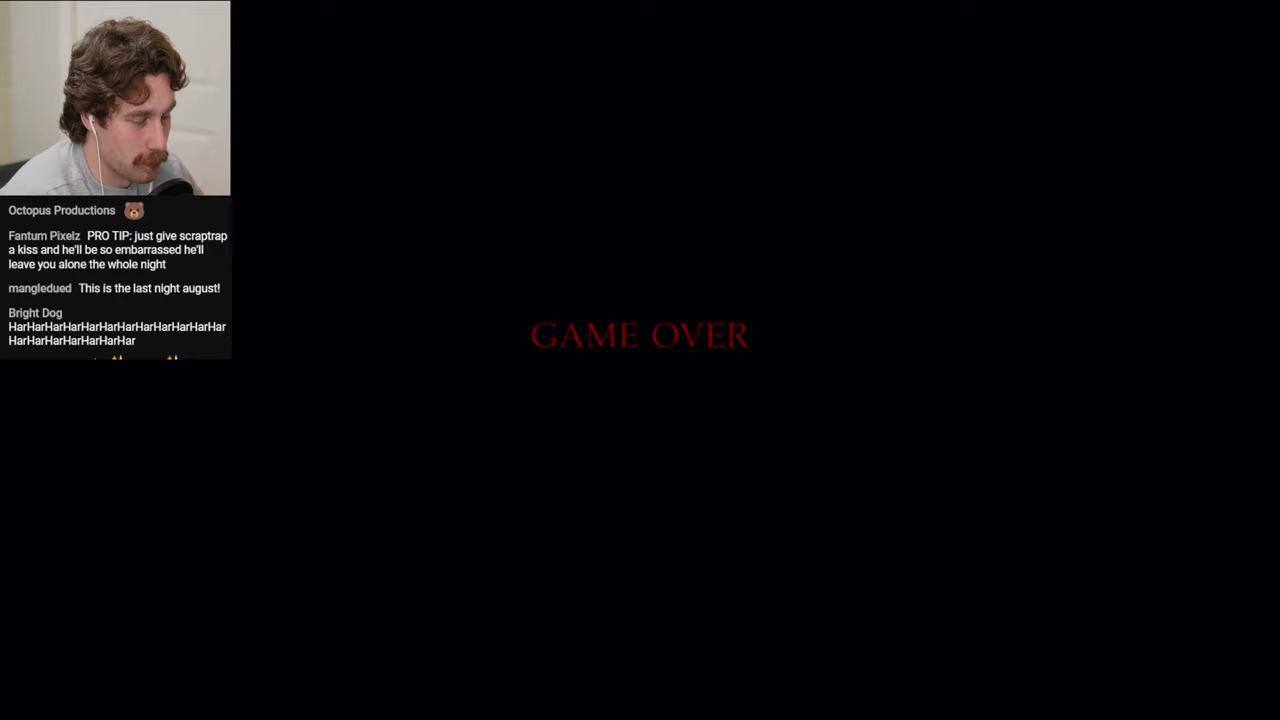 Octopus Productions
Fantum Pixelz PRO TIP: just give scraptrap
a kiss and he'll be so embarrassed he'll
leave you alone the whole night
mangledued This is the last night august!
Bright Dog
HarHarHarHarHarHarHarHarHarHarHarHar
HarHarHarHarHarHarHar
GAME OVER